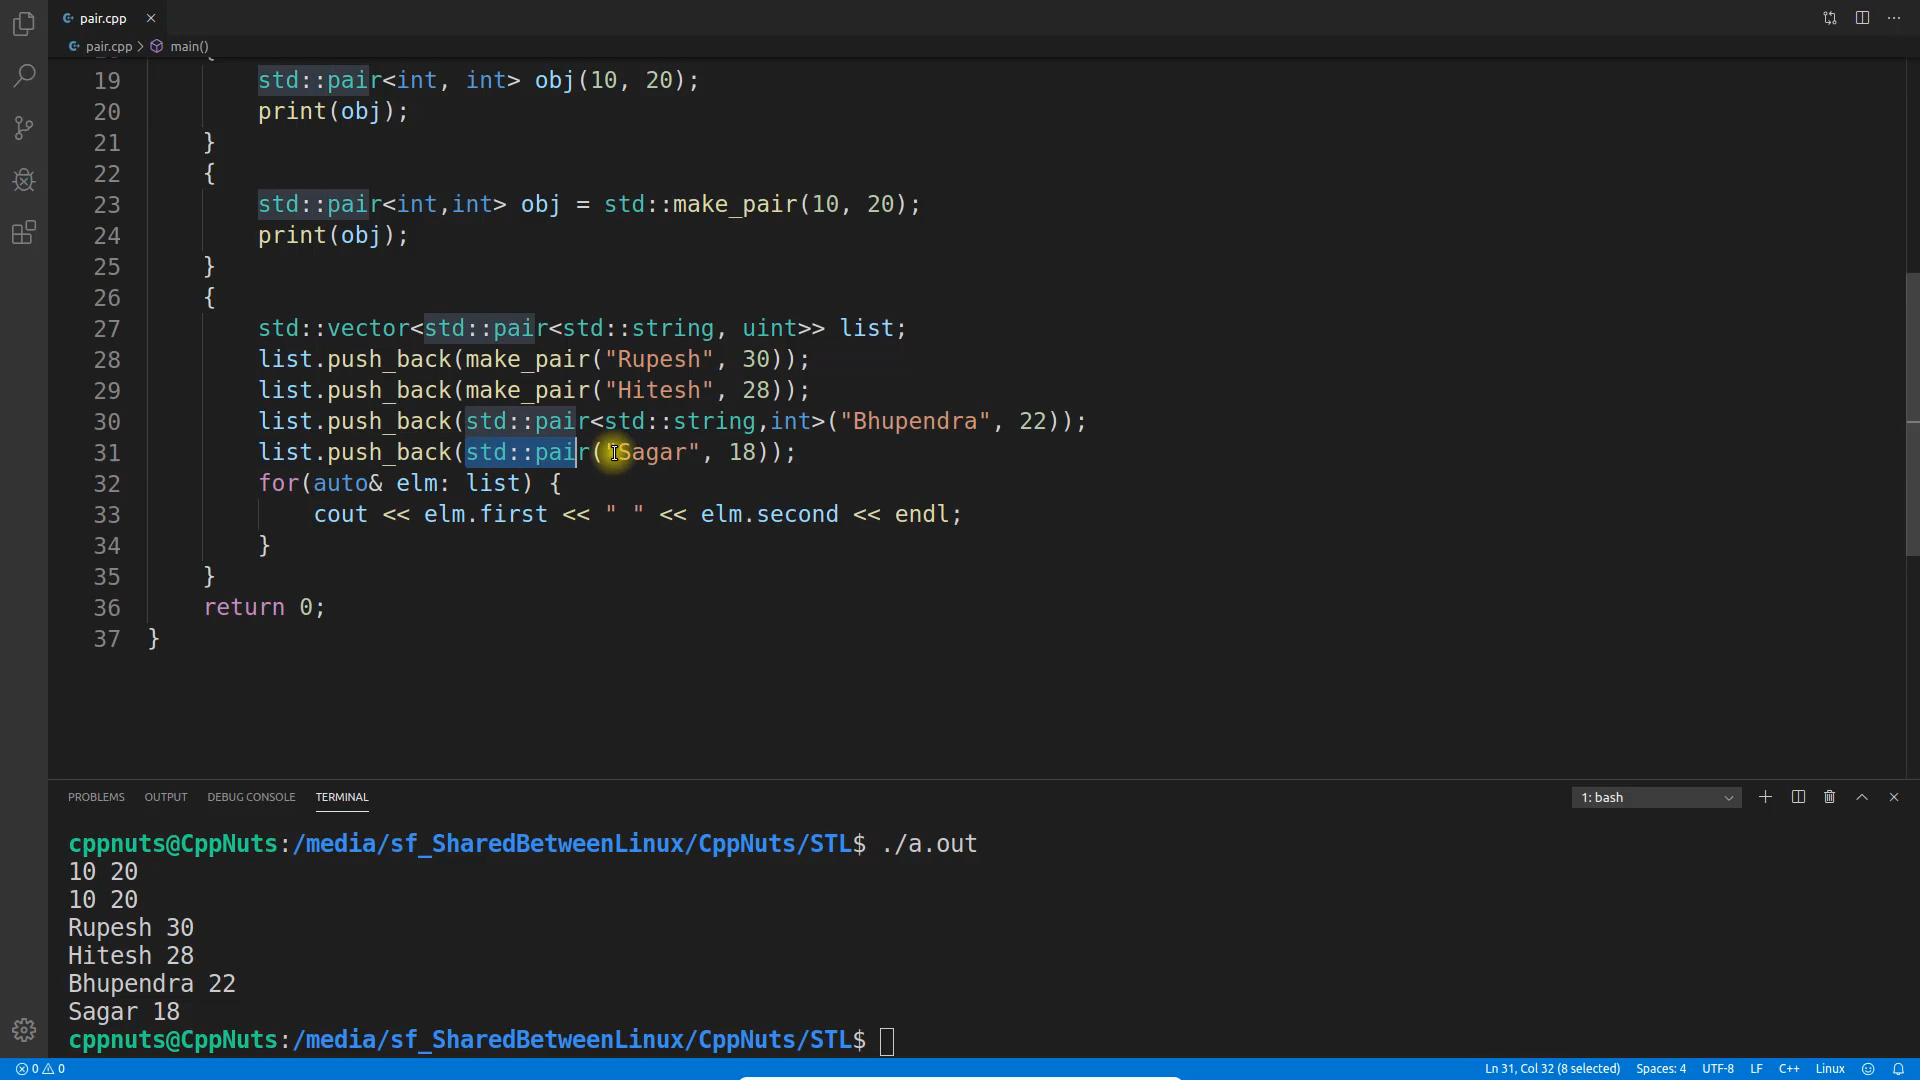 pair.cpp
pair.cpp > main()
19 std::pair<int, int> obj(10, 20);
20 print(obj);
21 }
22 {
23 std::pair<int,int> obj = std::make_pair(10, 20);
24 print(obj);
25 }
26 {
27 std::vector<std::pair<std::string, uint>> list;
28 list.push_back(make_pair("Rupesh", 30));
29 list.push_back(make_pair("Hitesh", 28));
30 list.push_back(std::pair<std::string,int>("Bhupendra", 22));
31 list.push_back(std::pair("Sagar", 18));
32 for(auto& elm: list) {
33 cout << elm.first << " " << elm.second << endl;
34 }
35 }
36 return 0;
37 }
PROBLEMS OUTPUT DEBUG CONSOLE TERMINAL 1: bash
cppnuts@CppNuts:/media/sf_SharedBetweenLinux/CppNuts/STL$ ./a.out
10 20
10 20
Rupesh 30
Hitesh 28
Bhupendra 22
Sagar 18
cppnuts@CppNuts:/media/sf_SharedBetweenLinux/CppNuts/STL$
0 0 Ln 31, Col 32 (8 selected) Spaces: 4 UTF-8 LF C++ Linux